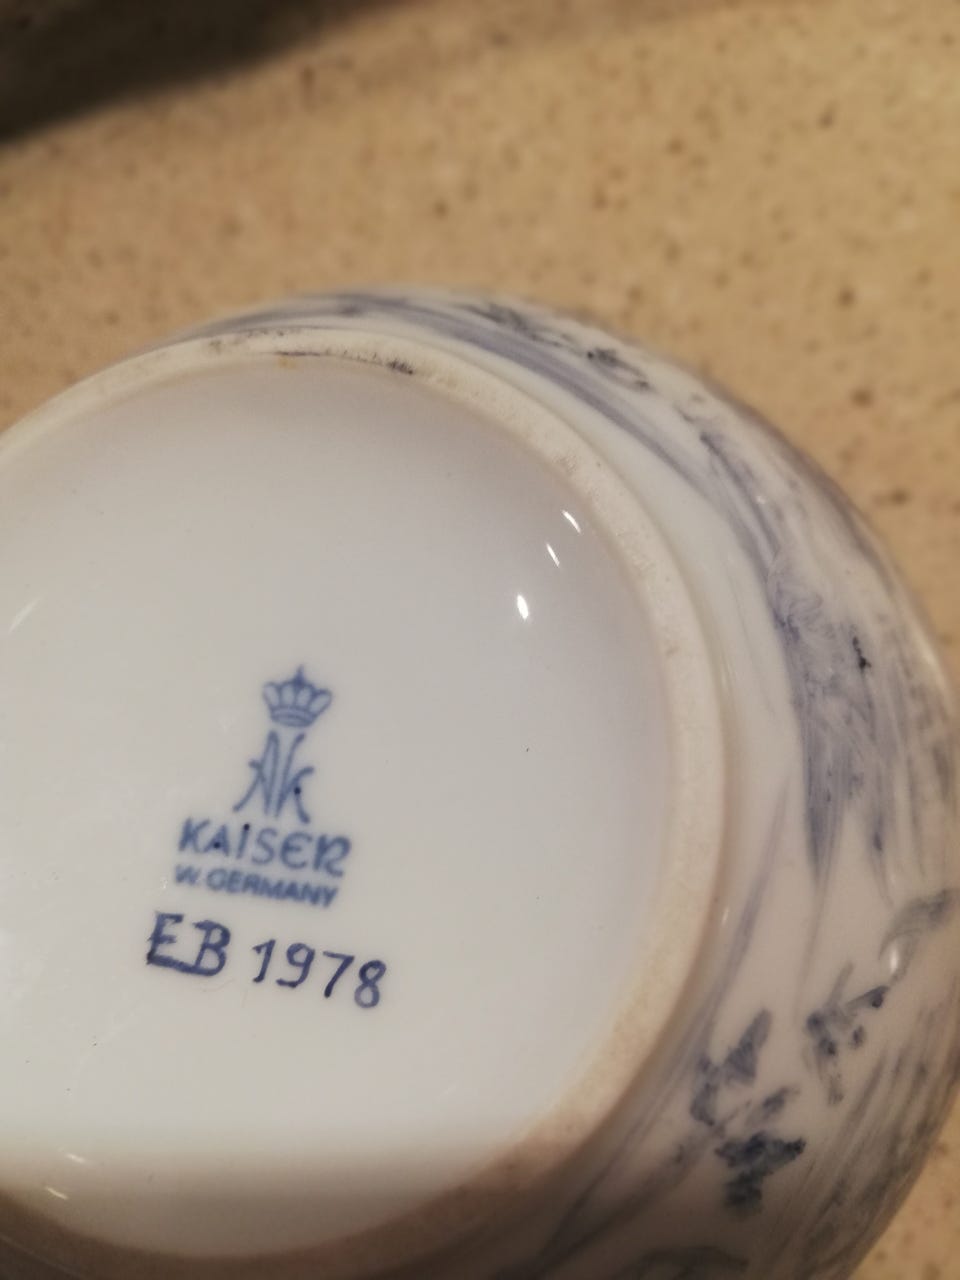 AK
KAISER
W. GERMANY
EB 1978